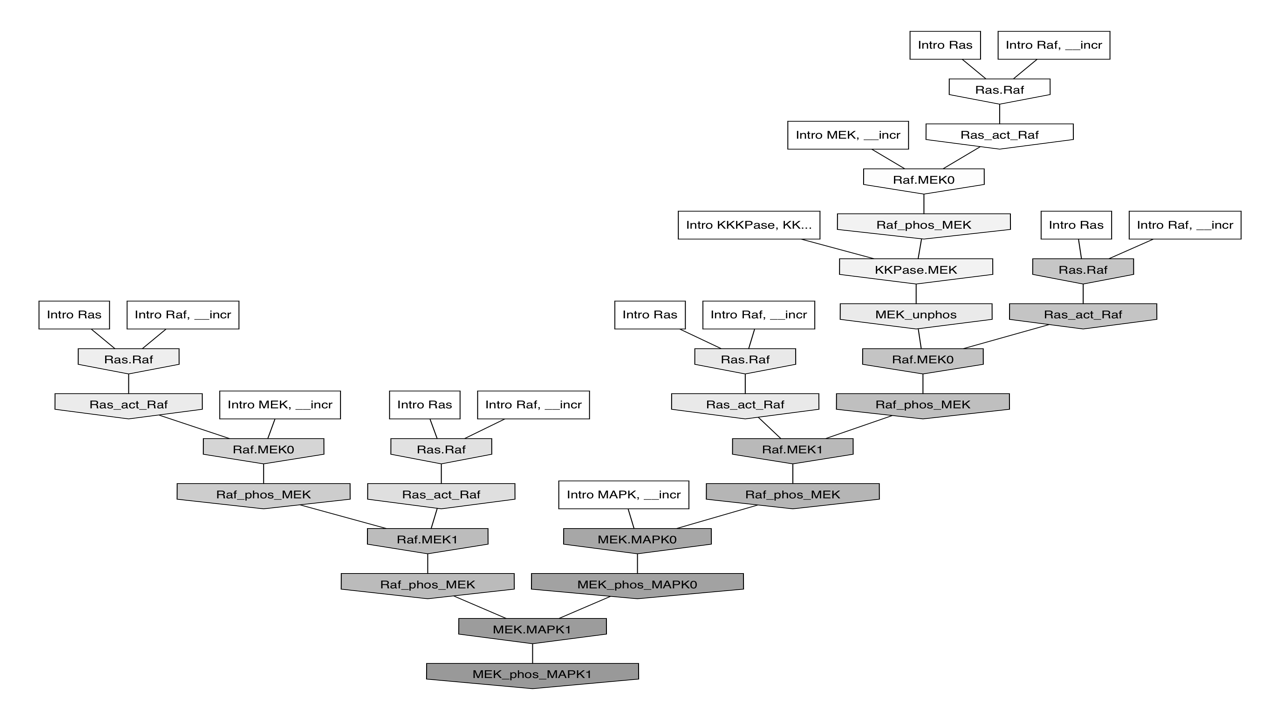 Intro Ras
Intro Raf, __incr
Ras.Raf
Intro MEK, __incr
Ras_act_Raf
Raf.MEK0
Intro KKKPase, KK...
Raf_phos_MEK
Intro Ras
Intro Raf, __incr
KKPase.MEK
Ras.Raf
Intro Ras
Intro Raf, __incr
Intro Ras
Intro Raf, __incr
MEK_unphos
Ras_act_Raf
Ras.Raf
Ras.Raf
Raf.MEK0
Ras_act_Raf
Intro MEK, __incr
Intro Ras
Intro Raf, __incr
Ras_act_Raf
Raf_phos_MEK
Raf.MEK0
Ras.Raf
Raf.MEK1
Raf_phos_MEK
Ras_act_Raf
Intro MAPK, __incr
Raf_phos_MEK
Raf.MEK1
MEK.MAPK0
Raf_phos_MEK
MEK_phos_MAPK0
MEK.MAPK1
MEK_phos_MAPK1